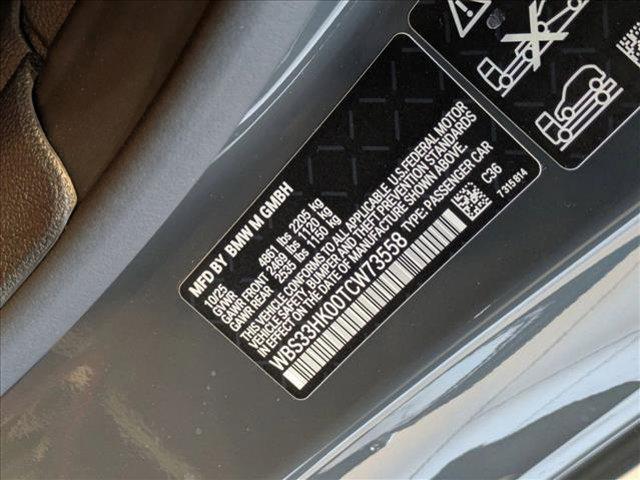 MFD BY BMW M GMBH
10/25
GVWR 4861 lbs 2205 kg
GAWR FRONT 2489 lbs 1129 kg
GAWR REAR 2535 lbs 1150 kg
THIS VEHICLE CONFORMS TO ALL APPLICABLE U.S. FEDERAL MOTOR
VEHICLE SAFETY, BUMPER AND THEFT PREVENTION STANDARDS
IN EFFECT ON THE DATE OF MANUFACTURE SHOWN ABOVE.
WBS33HK00TCW73558 TYPE: PASSENGER CAR
C36
7315814